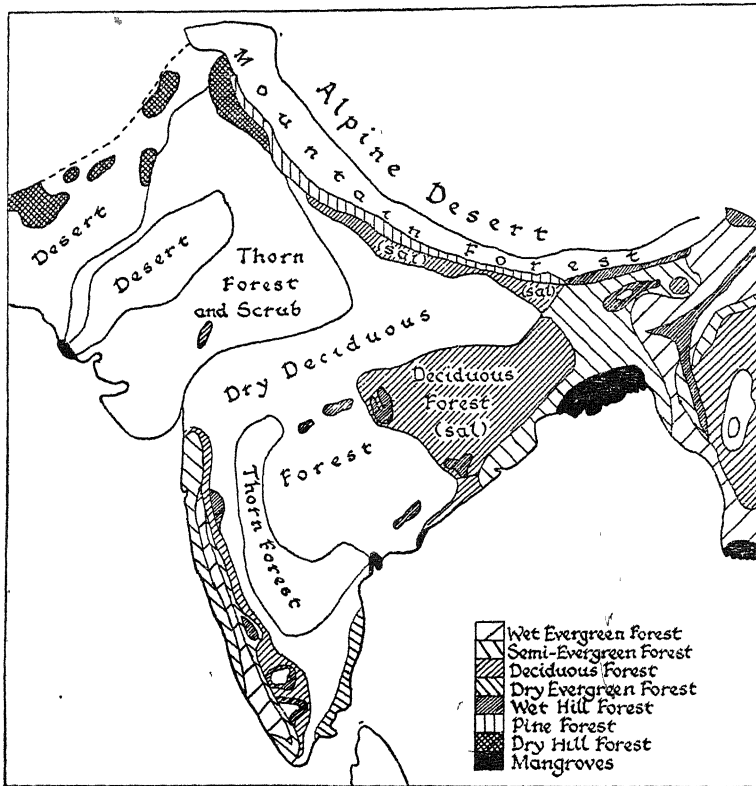 Mountain Forest
Alpine Desert
Desert
Desert
Thorn
Forest
and Scrub
(sal)
(sal)
Dry Deciduous
Forest
Deciduous
Forest
(sal)
Thorn Forest
Wet Evergreen Forest
Semi-Evergreen Forest
Deciduous Forest
Dry Evergreen Forest
Wet Hill Forest
Pine Forest
Dry Hill Forest
Mangroves